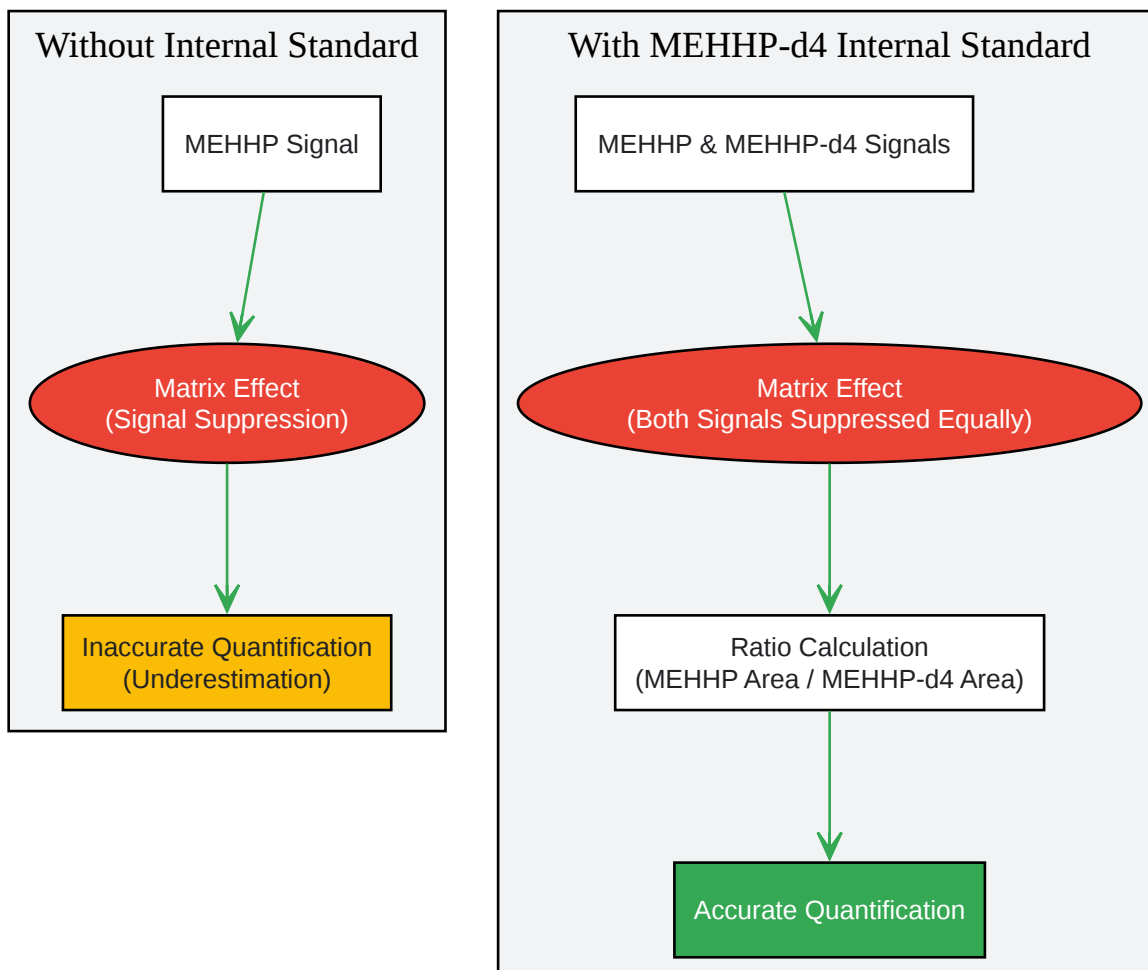 Without Internal Standard
MEHHP Signal
Matrix Effect
(Signal Suppression)
Inaccurate Quantification
(Underestimation)
With MEHHP-d4 Internal Standard
MEHHP & MEHHP-d4 Signals
Matrix Effect
(Both Signals Suppressed Equally)
Ratio Calculation
(MEHHP Area / MEHHP-d4 Area)
Accurate Quantification